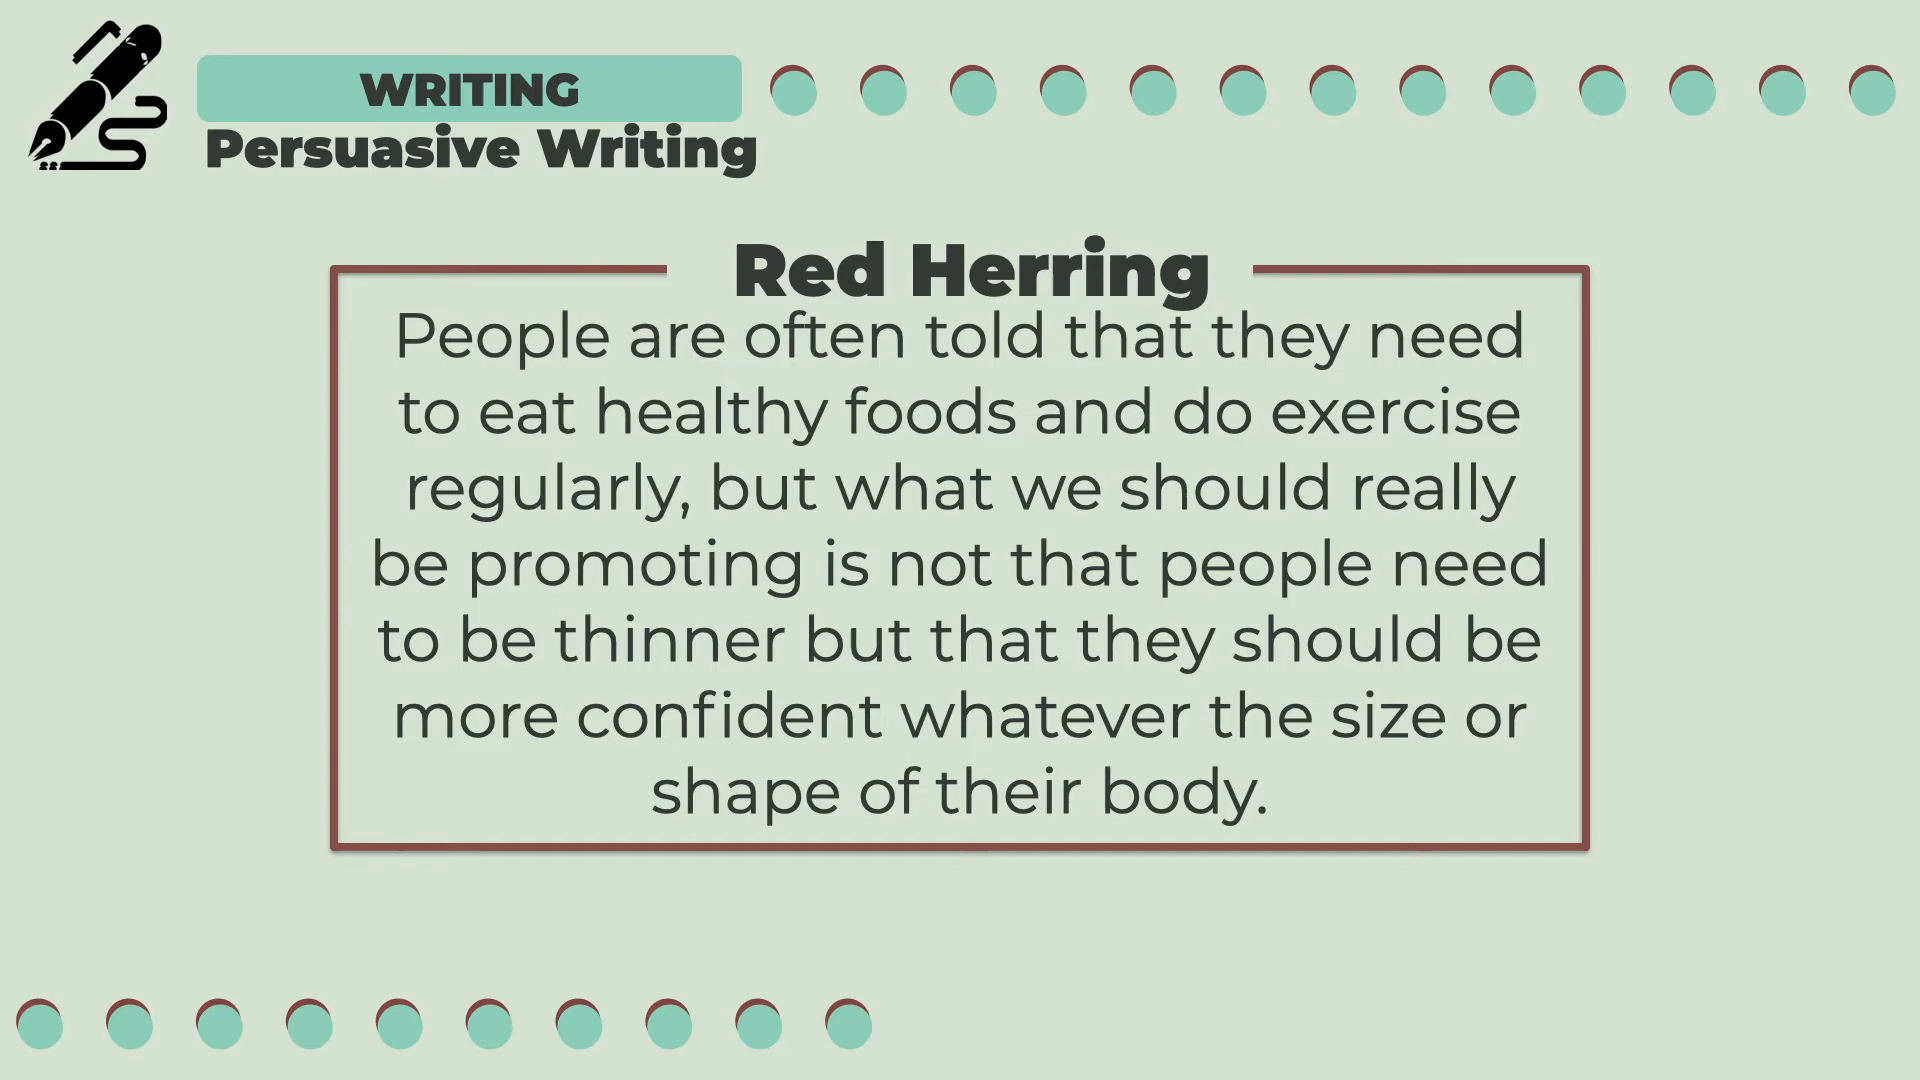 WRITING
Persuasive Writing
Red Herring
People are often told that they need
to eat healthy foods and do exercise
regularly, but what we should really
be promoting is not that people need
to be thinner but that they should be
more confident whatever the size or
shape of their body.